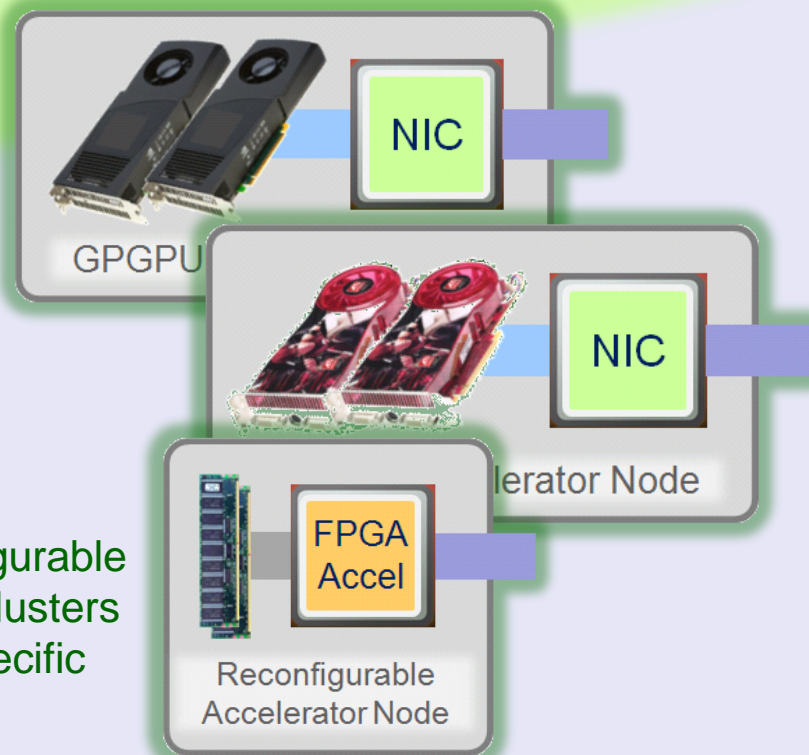 NIC
GPGPU
NIC
lerator Node
FPGA
Accel
Reconfigurable
Accelerator Node
gurable
lusters
ecific